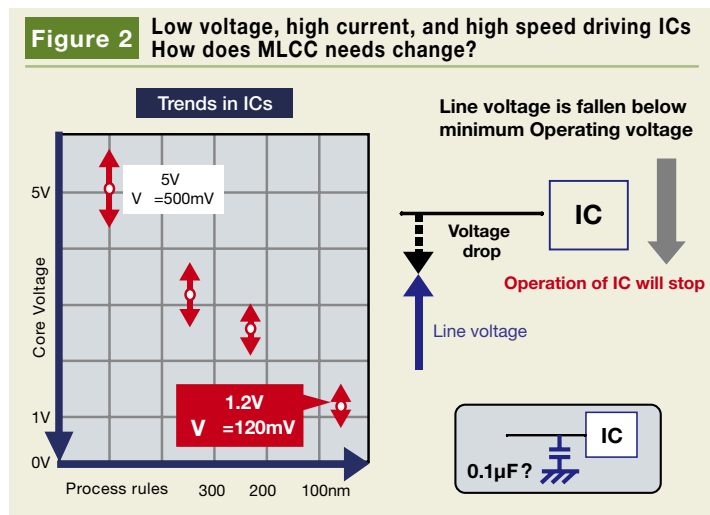 Figure 2
Low voltage, high current, and high speed driving ICs
How does MLCC needs change?
Trends in ICs
5V
1V
0V
Core Voltage
5V
V =500mV
1.2V
V =120mV
Process rules 300 200 100nm
Line voltage is fallen below
minimum Operating voltage
IC
Voltage
drop
Operation of IC will stop
Line voltage
IC
0.1µF?